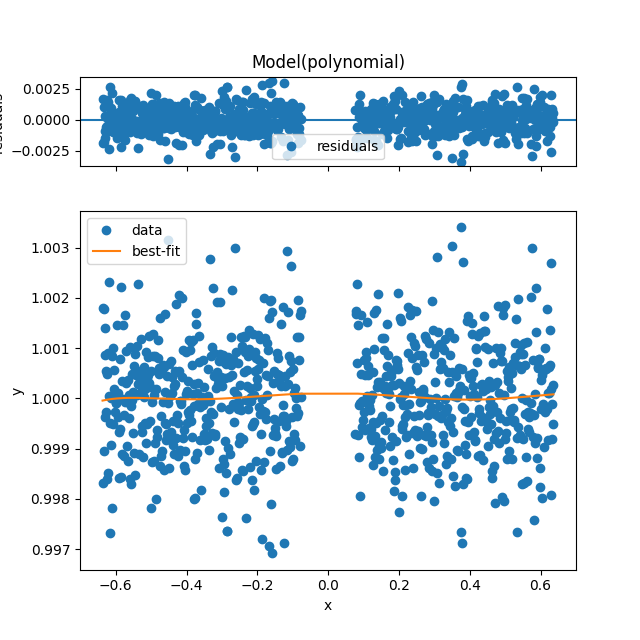 Model(polynomial)
0.0025
0.0000
−0.0025
residuals
residuals
1.003
1.002
1.001
1.000
0.999
0.998
0.997
y
data
best-fit
−0.6
−0.4
−0.2
0.0
0.2
0.4
0.6
x